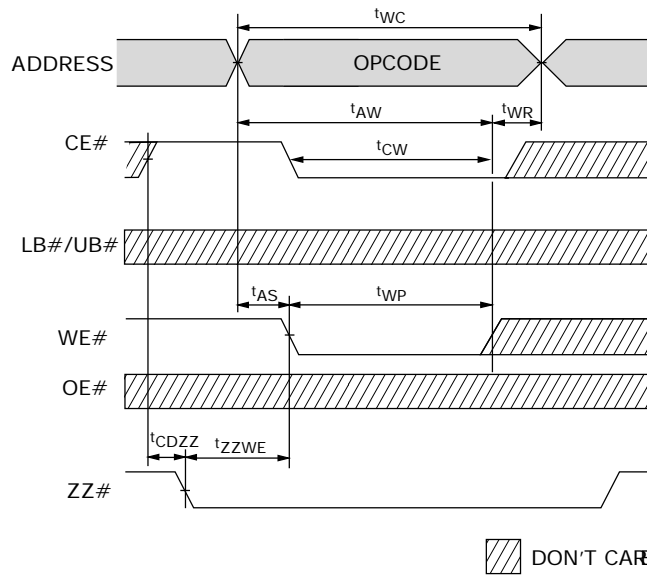 tWC
ADDRESS
OPCODE
tAW
tWR
CE#
tCW
LB#/UB#
tAS
tWP
WE#
OE#
tCDZZ
tZZWE
ZZ#
DON'T CARE